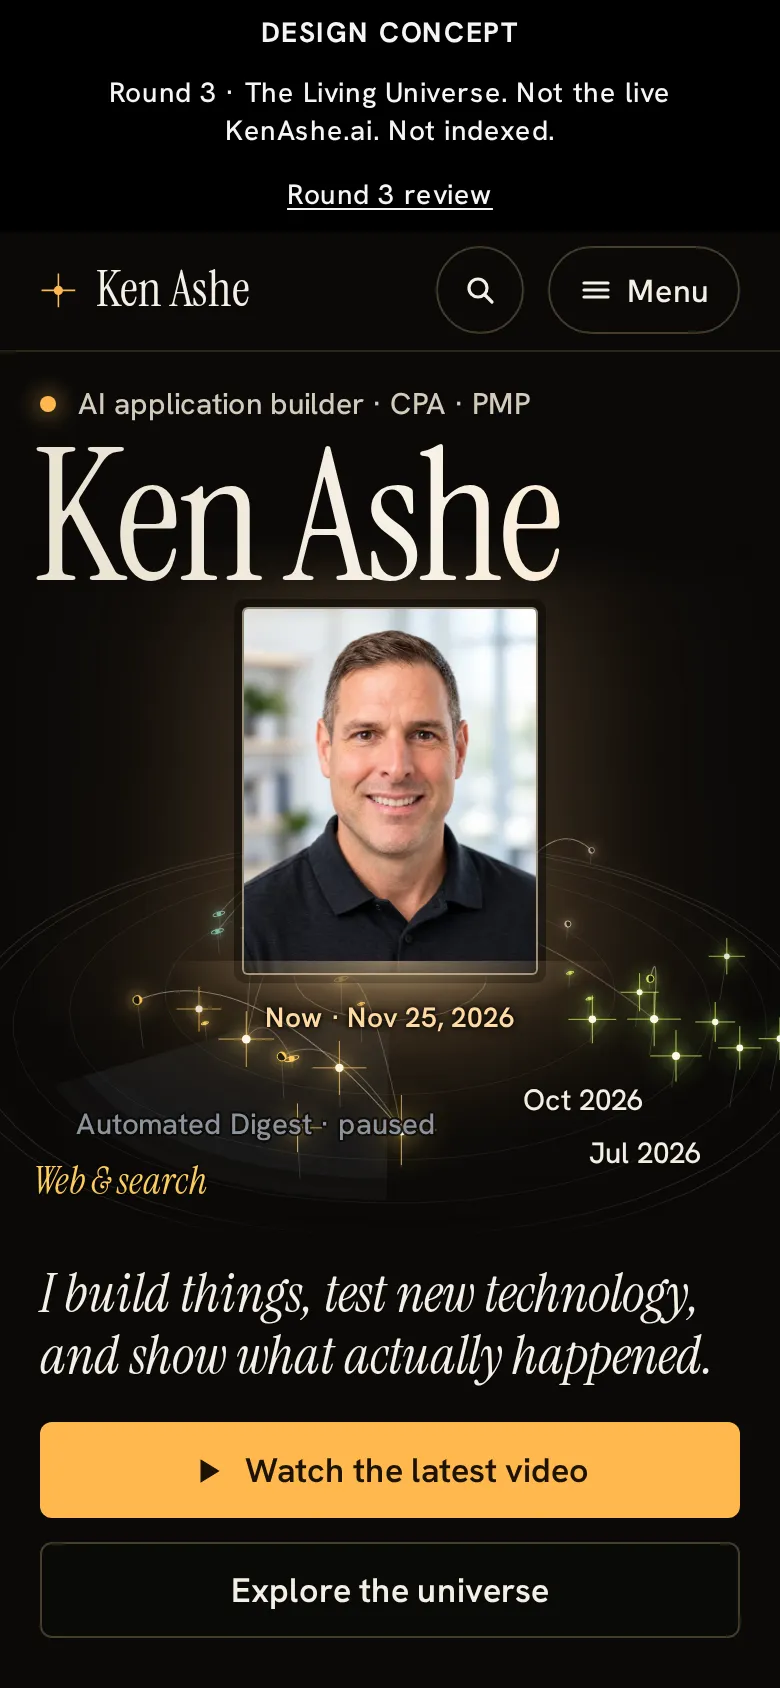 DESIGN CONCEPT
Round 3 · The Living Universe. Not the live
KenAshe.ai. Not indexed.
Round 3 review
Ken Ashe
Menu
AI application builder · CPA · PMP
Ken Ashe
Now · Nov 25, 2026
Oct 2026
Automated Digest · paused
Jul 2026
Web & search
I build things, test new technology,
and show what actually happened.
Watch the latest video
Explore the universe